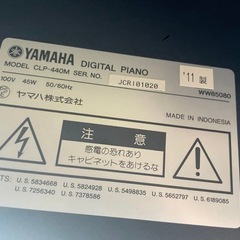 YAMAHA DIGITAL PIANO
MODEL CLP-440M SER. NO. JCRI01020 '11 製
100V 45W 50/60Hz WW85080
ヤマハ株式会社 MADE IN INDONESIA
注 意
感電の恐れあり
キャビネットをあけるな
TS: U.S. 5834668 U.S. 5824928 U.S. 5498835 U.S. 5652797 U.S. 6189085
U.S. 7256340 U.S. 7378586